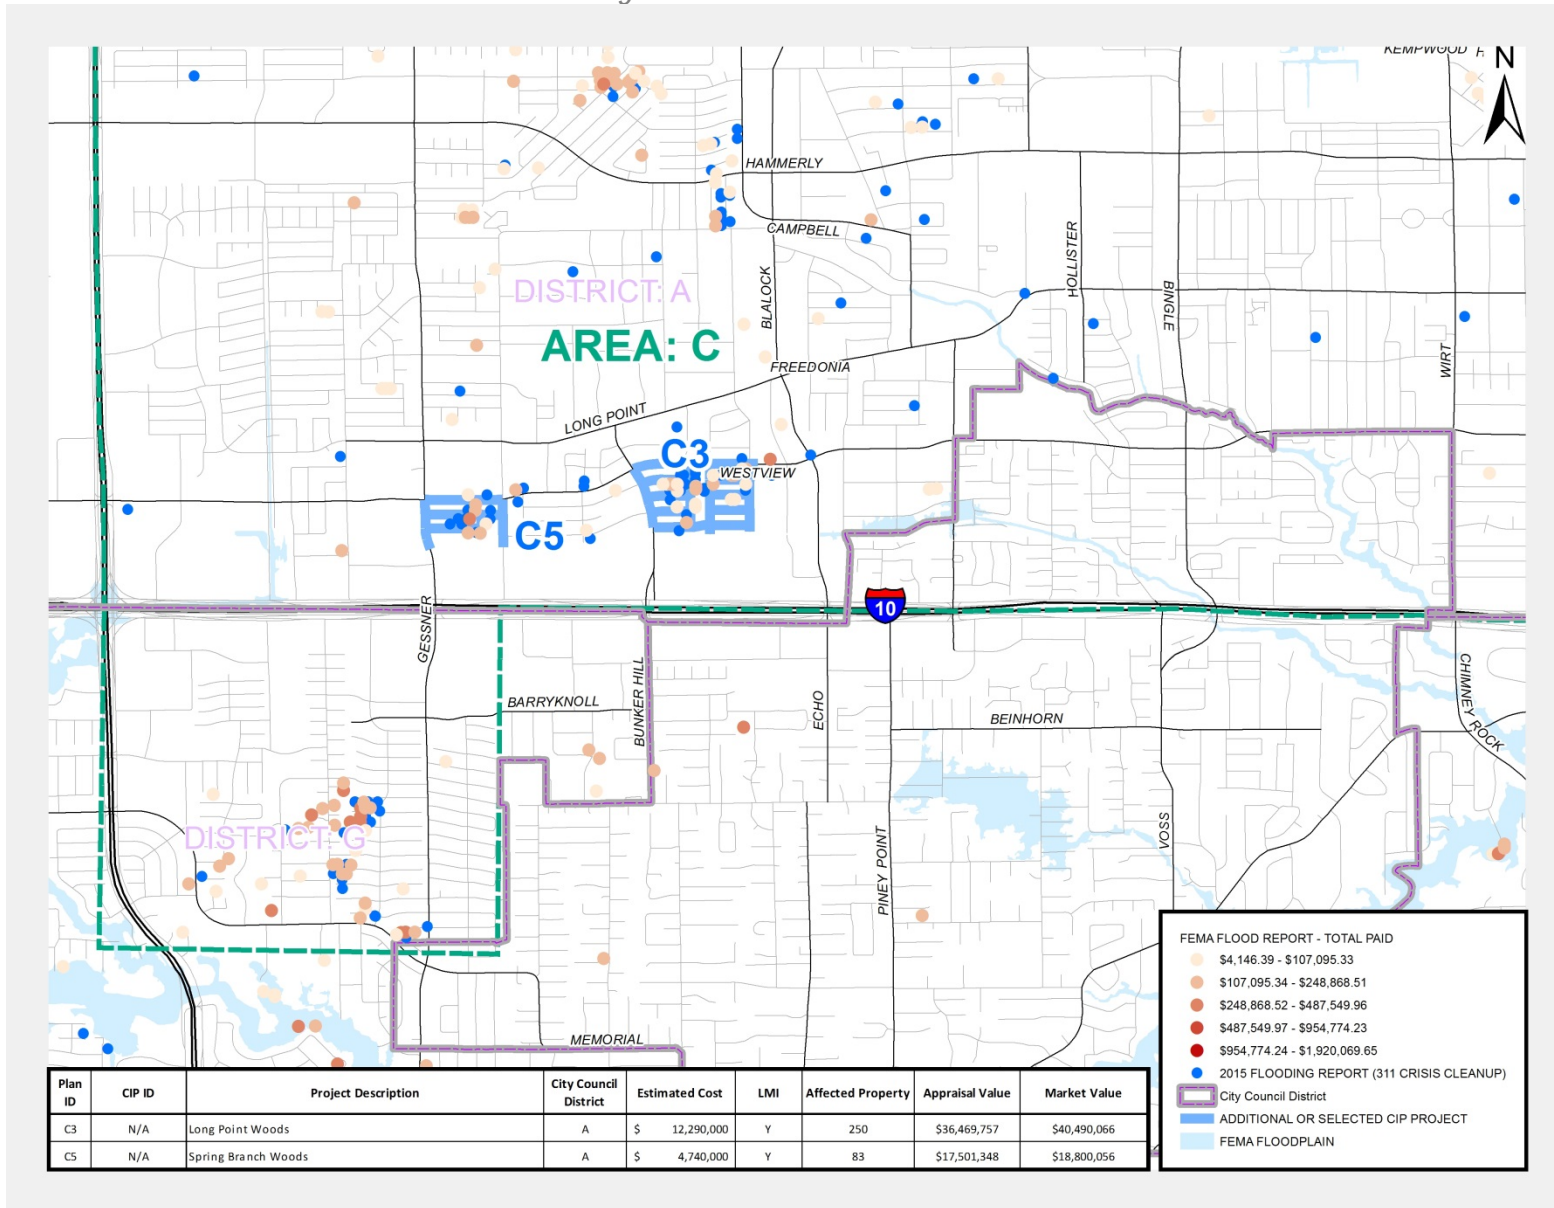 KEMPWOOD
N
HAMMERLY
CAMPBELL
HOLLISTER
BLALOCK
BINGLE
DISTRICT: A
AREA: C
WIRT
FREEDONIA
LONG POINT
C3
WESTVIEW
C5
10
GESSNER
BUNKER HILL
BARRYKNOLL
ECHO
BEINHORN
CHIMNEY ROCK
DISTRICT: G
PINEY POINT
VOSS
MEMORIAL
FEMA FLOOD REPORT - TOTAL PAID
$4,146.39 - $107,095.33
$107,095.34 - $248,868.51
$248,868.52 - $487,549.96
$487,549.97 - $954,774.23
$954,774.24 - $1,920,069.65
2015 FLOODING REPORT (311 CRISIS CLEANUP)
City Council District
ADDITIONAL OR SELECTED CIP PROJECT
FEMA FLOODPLAIN
Plan ID CIP ID Project Description City Council District Estimated Cost LMI Affected Property Appraisal Value Market Value
C3 N/A Long Point Woods A $ 12,290,000 Y 250 $36,469,757 $40,490,066
C5 N/A Spring Branch Woods A $ 4,740,000 Y 83 $17,501,348 $18,800,056